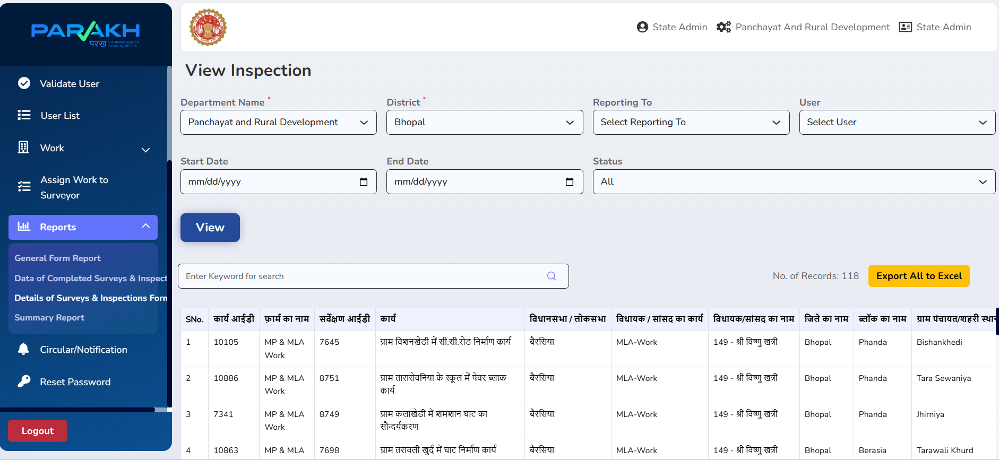 PARAKH
परख GIS Based Dynamic
Forms by MPSSDI
State Admin Panchayat And Rural Development State Admin
Validate User
User List
Work
Assign Work to
Surveyor
Reports
General Form Report
Data of Completed Surveys & Inspect
Details of Surveys & Inspections Form
Summary Report
Circular/Notification
Reset Password
Logout
View Inspection
Department Name * District * Reporting To User
Panchayat and Rural Development Bhopal Select Reporting To Select User
Start Date End Date Status
mm/dd/yyyy mm/dd/yyyy All
View
Enter Keyword for search No. of Records: 118 Export All to Excel
SNo. कार्य आईडी फ़ार्म का नाम सर्वेक्षण आईडी कार्य विधानसभा / लोकसभा विधायक / सांसद का कार्य विधायक/सांसद का नाम जिले का नाम ब्लॉक का नाम ग्राम पंचायत/शहरी स्थान
1 10105 MP & MLA 7645 ग्राम विशनखेडी में सी.सी.रोड निर्माण कार्य बैरसिया MLA-Work 149 - श्री विष्णु खत्री Bhopal Phanda Bishankhedi
Work
2 10886 MP & MLA 8751 ग्राम तारासेवनिया के स्कूल में पेवर ब्लाक बैरसिया MLA-Work 149 - श्री विष्णु खत्री Bhopal Phanda Tara Sewaniya
Work कार्य
3 7341 MP & MLA 8749 ग्राम कलाखेडी में शमशान घाट का बैरसिया MLA-Work 149 - श्री विष्णु खत्री Bhopal Phanda Jhirniya
Work सौन्दर्यकरण
4 10863 MP & MLA 7698 ग्राम तरावली खुर्द में घाट निर्माण कार्य बैरसिया MLA-Work 149 - श्री विष्णु खत्री Bhopal Berasia Tarawali Khurd